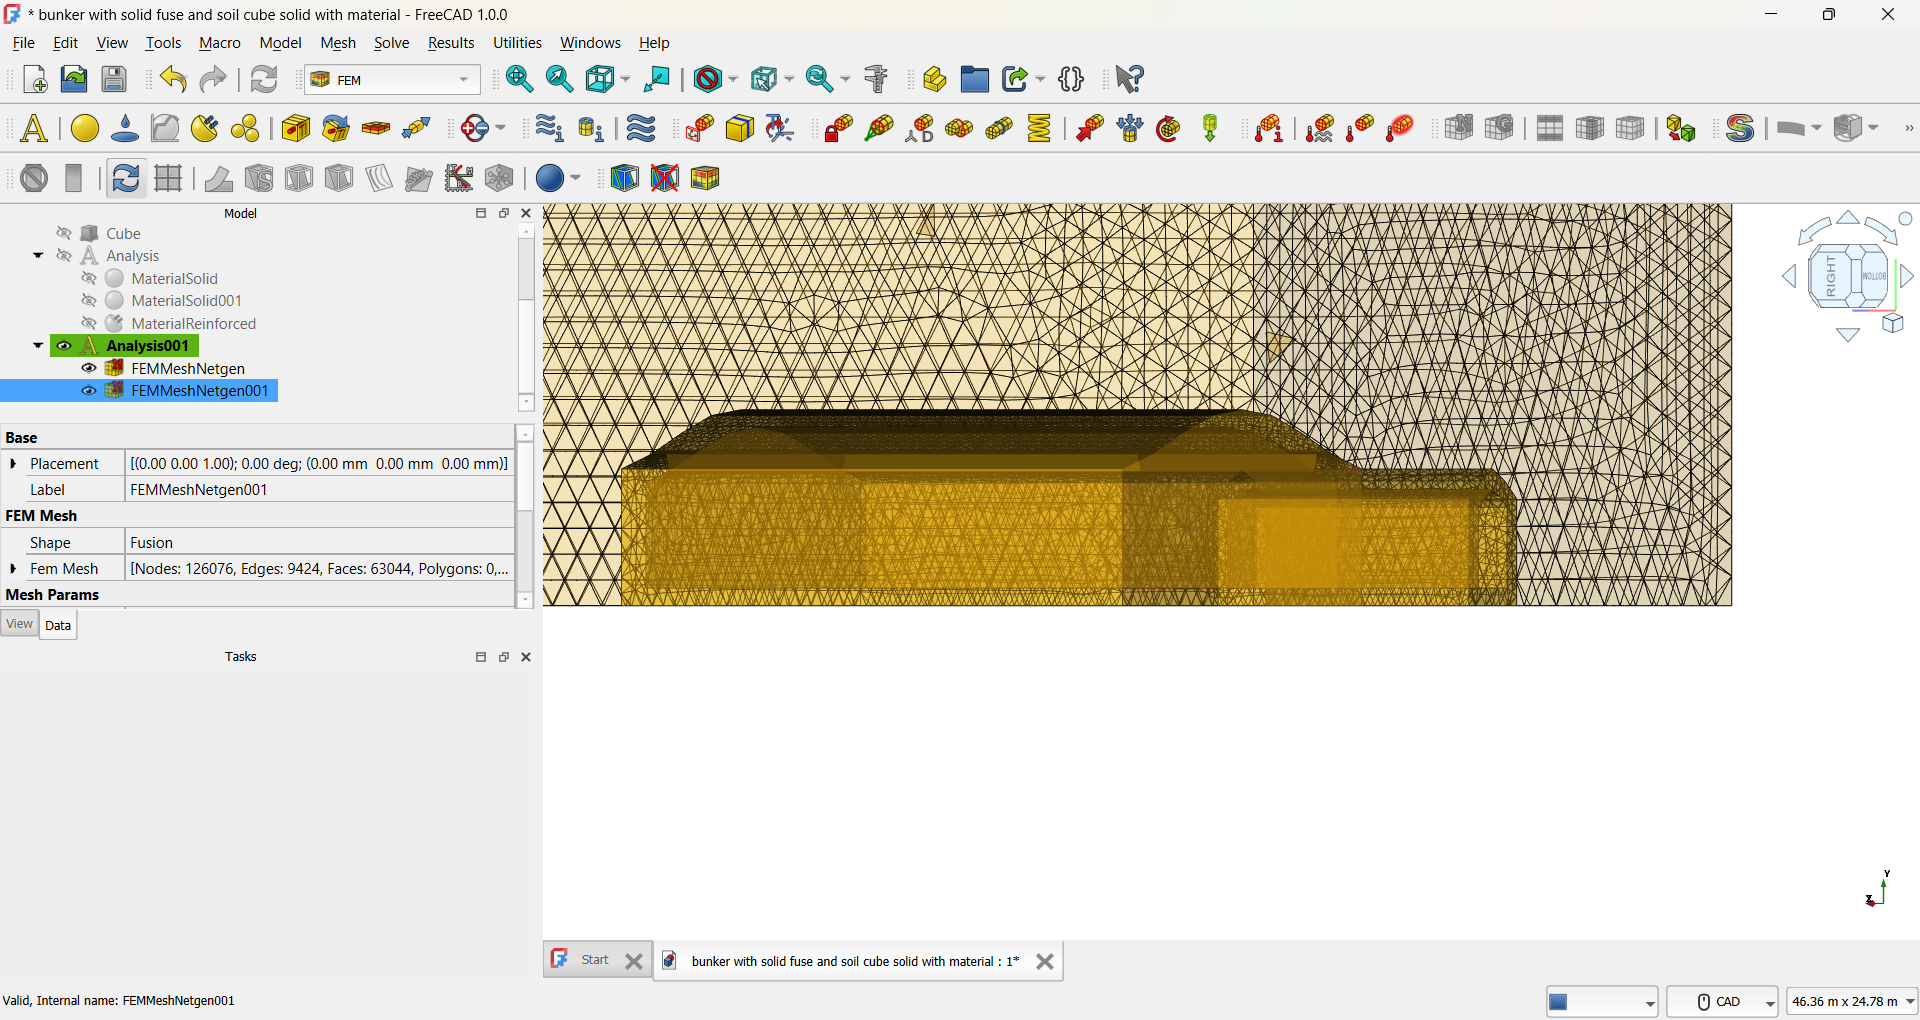 * bunker with solid fuse and soil cube solid with material - FreeCAD 1.0.0
File Edit View Tools Macro Model Mesh Solve Results Utilities Windows Help
FEM
Model
Cube
Analysis
MaterialSolid
MaterialSolid001
MaterialReinforced
Analysis001
FEMMeshNetgen
FEMMeshNetgen001
Base
Placement [(0.00 0.00 1.00); 0.00 deg; (0.00 mm 0.00 mm 0.00 mm)]
Label FEMMeshNetgen001
FEM Mesh
Shape Fusion
Fem Mesh [Nodes: 126076, Edges: 9424, Faces: 63044, Polygons: 0,...
Mesh Params
View Data
Tasks
RIGHT
BOTTOM
Y
Z
Start
bunker with solid fuse and soil cube solid with material : 1*
Valid, Internal name: FEMMeshNetgen001
CAD
46.36 m x 24.78 m